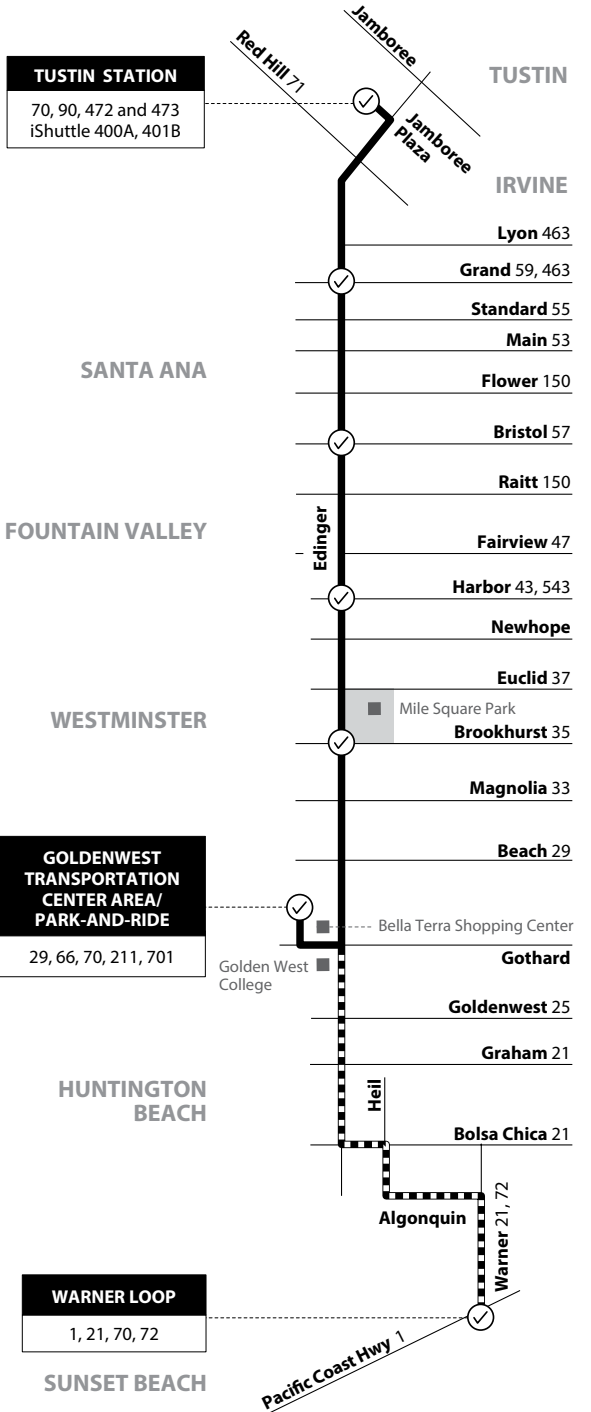 Jamboree
Red Hill 71
TUSTIN
TUSTIN STATION
70, 90, 472 and 473
iShuttle 400A, 401B
Jamboree
Plaza
IRVINE
Lyon 463
Grand 59, 463
Standard 55
Main 53
SANTA ANA
Flower 150
Bristol 57
Raitt 150
FOUNTAIN VALLEY
Edinger
Fairview 47
Harbor 43, 543
Newhope
Euclid 37
Mile Square Park
WESTMINSTER
Brookhurst 35
Magnolia 33
Beach 29
GOLDENWEST
TRANSPORTATION
CENTER AREA/
PARK-AND-RIDE
29, 66, 70, 211, 701
Bella Terra Shopping Center
Gothard
Golden West
College
Goldenwest 25
Graham 21
HUNTINGTON
BEACH
Heil
Bolsa Chica 21
Algonquin
Warner 21, 72
WARNER LOOP
1, 21, 70, 72
Pacific Coast Hwy 1
SUNSET BEACH